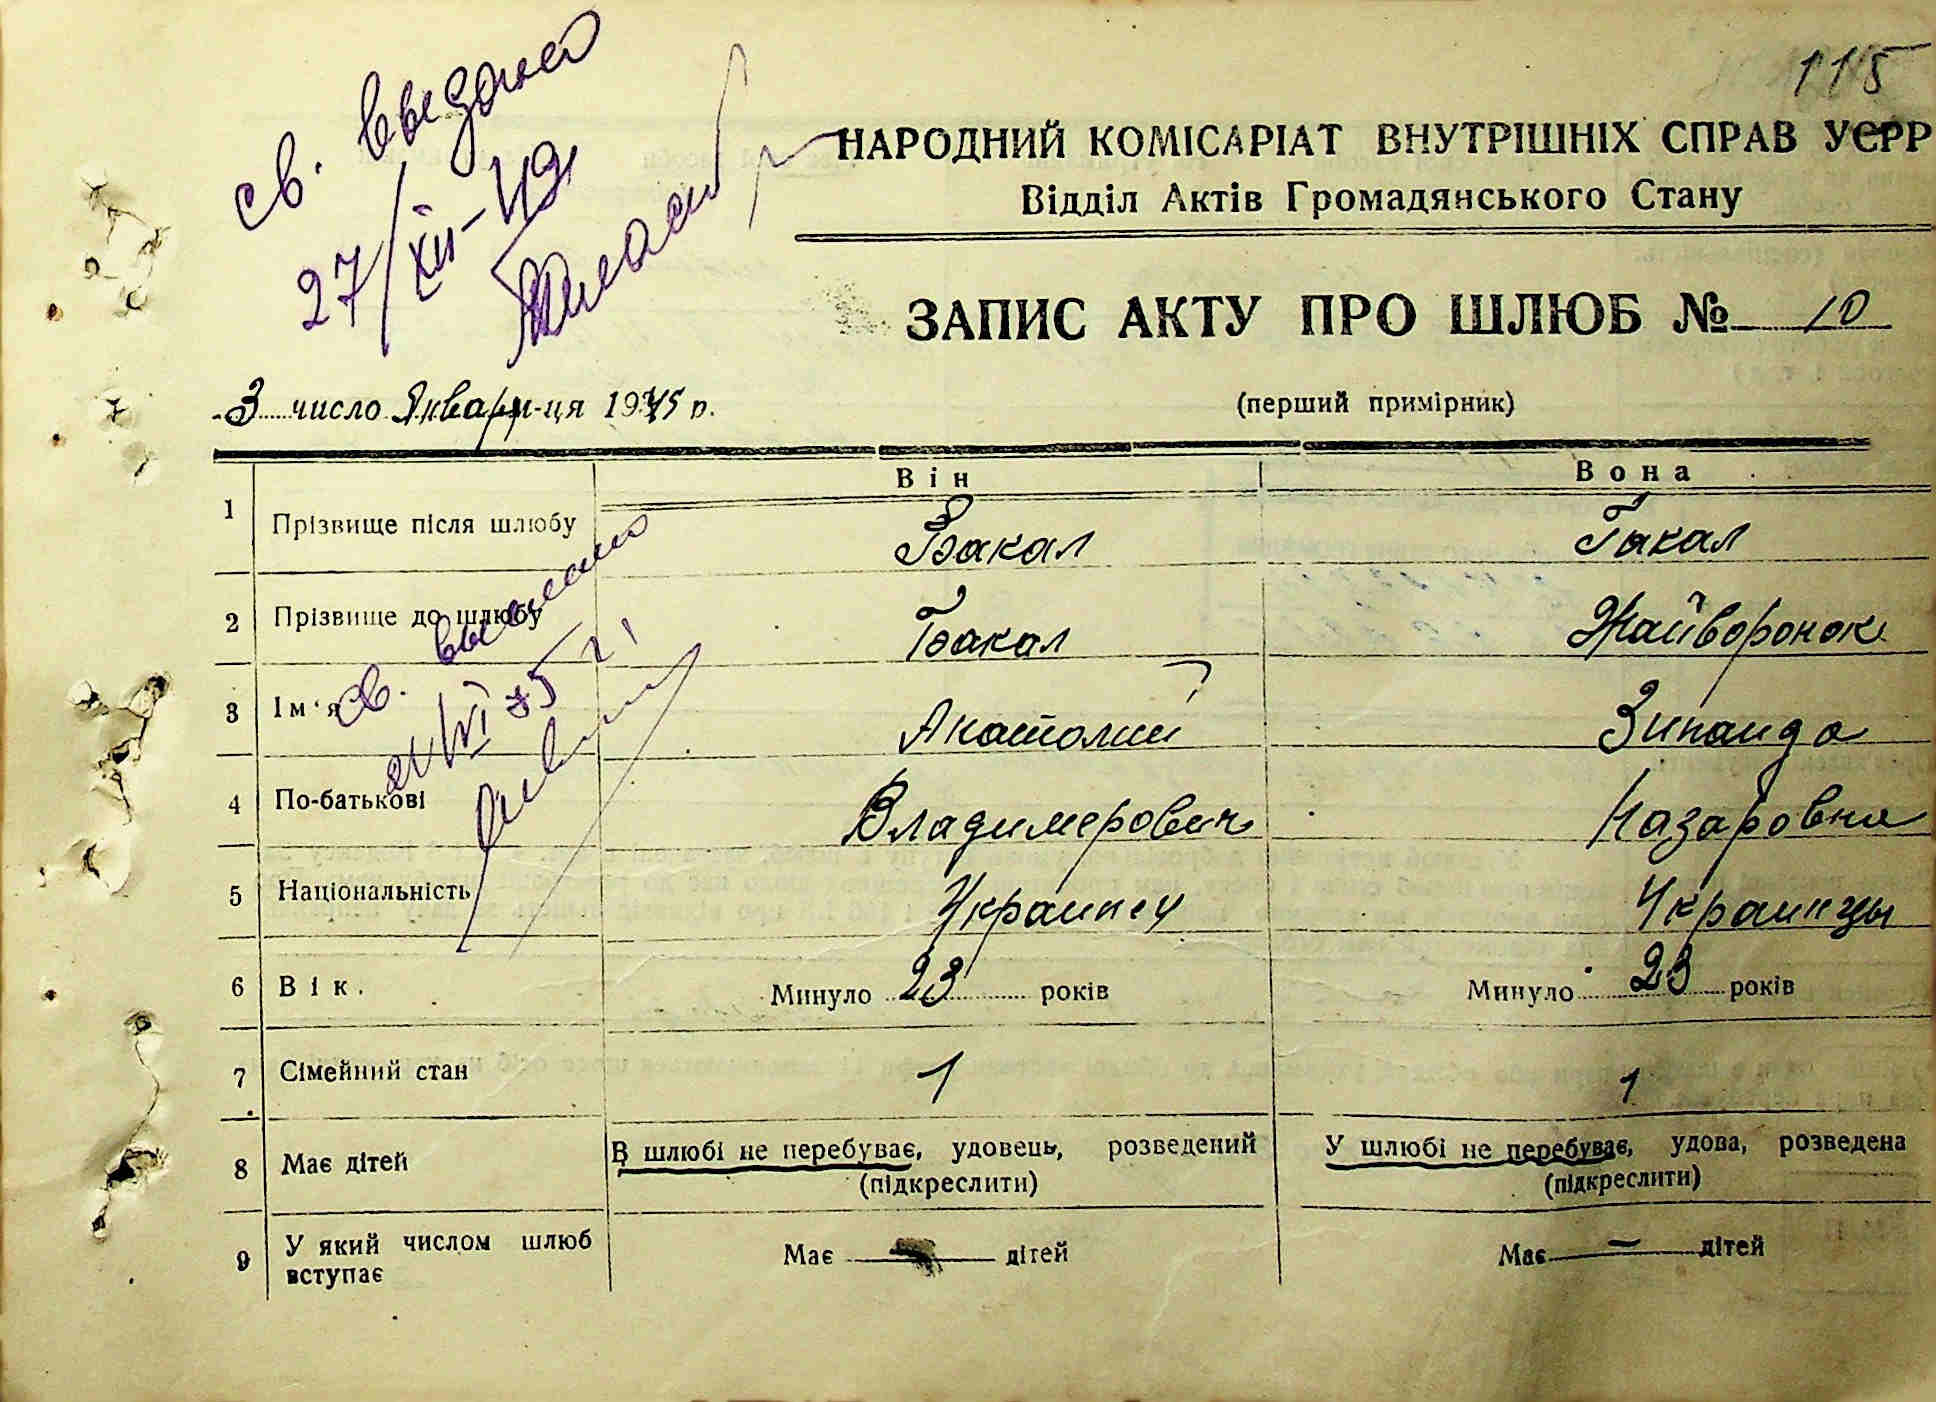 115
св. выдано
27/XII-49
НАРОДНИЙ КОМІСАРІАТ ВНУТРІШНІХ СПРАВ УСРР
Відділ Актів Громадянського Стану
ЗАПИС АКТУ ПРО ШЛЮБ № 10
3 число Января-ця 1945 р.
(перший примірник)
Він Вона
1 Прізвище після шлюбу Бакал Бакал
2 Прізвище до шлюбу Бакал Жайворонок
св. выслано
3 Ім'я Анатолий Зинаида
4 По-батькові Владимерович Назаровна
5 Національність Украинец Украинцы
6 Вік. Минуло 23 років Минуло 23 років
7 Сімейний стан 1 1
8 Має дітей В шлюбі не перебуває, удовець, розведений У шлюбі не перебуває, удова, розведена
(підкреслити) (підкреслити)
9 У який числом шлюб вступає Має — дітей Має — дітей